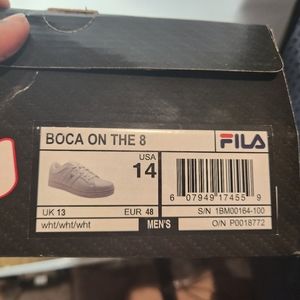 BOCA ON THE 8
FILA
USA
14
6 07949 17455 9
UK 13
EUR 48
S/N 1BM00164-100
wht/wht/wht
MEN'S
O/N P0018772